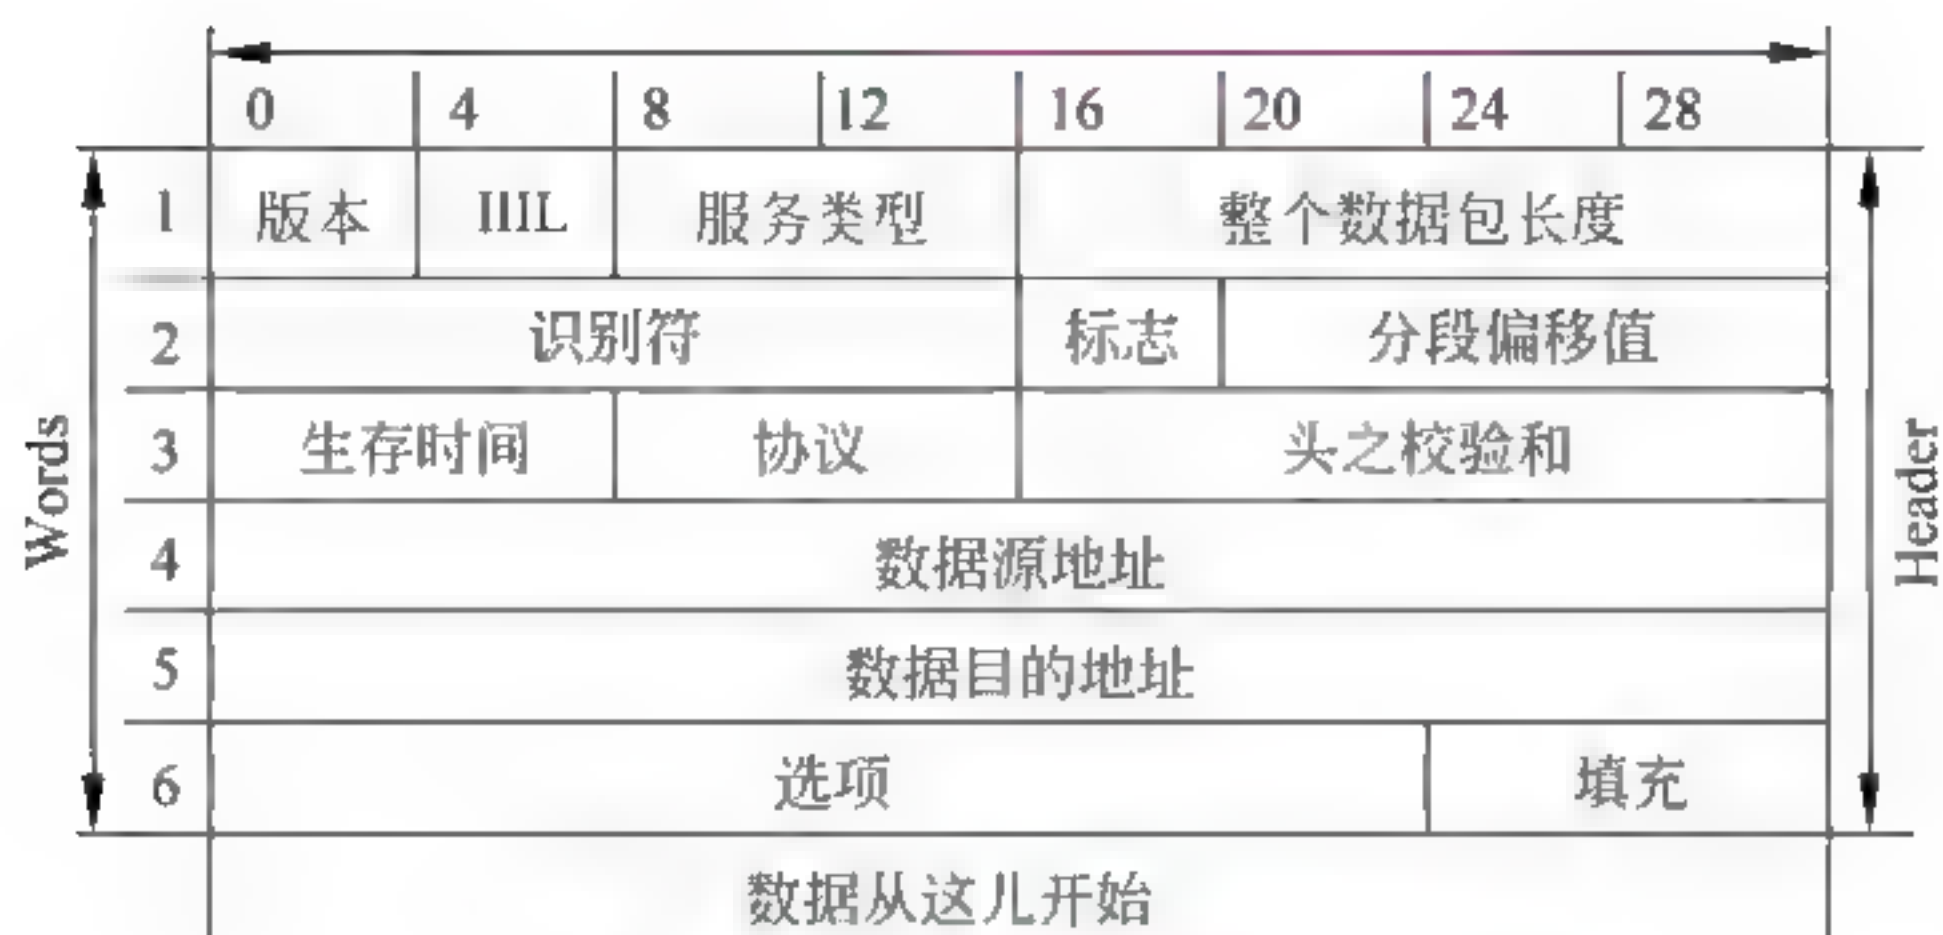 0 4 8 12 16 20 24 28
1 版本 IIIL 服务类型 整个数据包长度
2 识别符 标志 分段偏移值
3 生存时间 协议 头之校验和
4 数据源地址
5 数据目的地址
6 选项 填充
数据从这儿开始
Words
Header